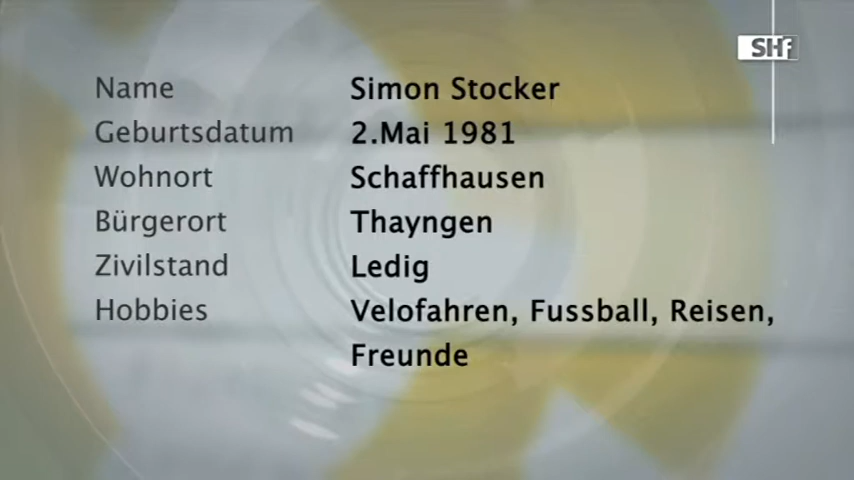 SHf
Name Simon Stocker
Geburtsdatum 2.Mai 1981
Wohnort Schaffhausen
Bürgerort Thayngen
Zivilstand Ledig
Hobbies Velofahren, Fussball, Reisen,
Freunde